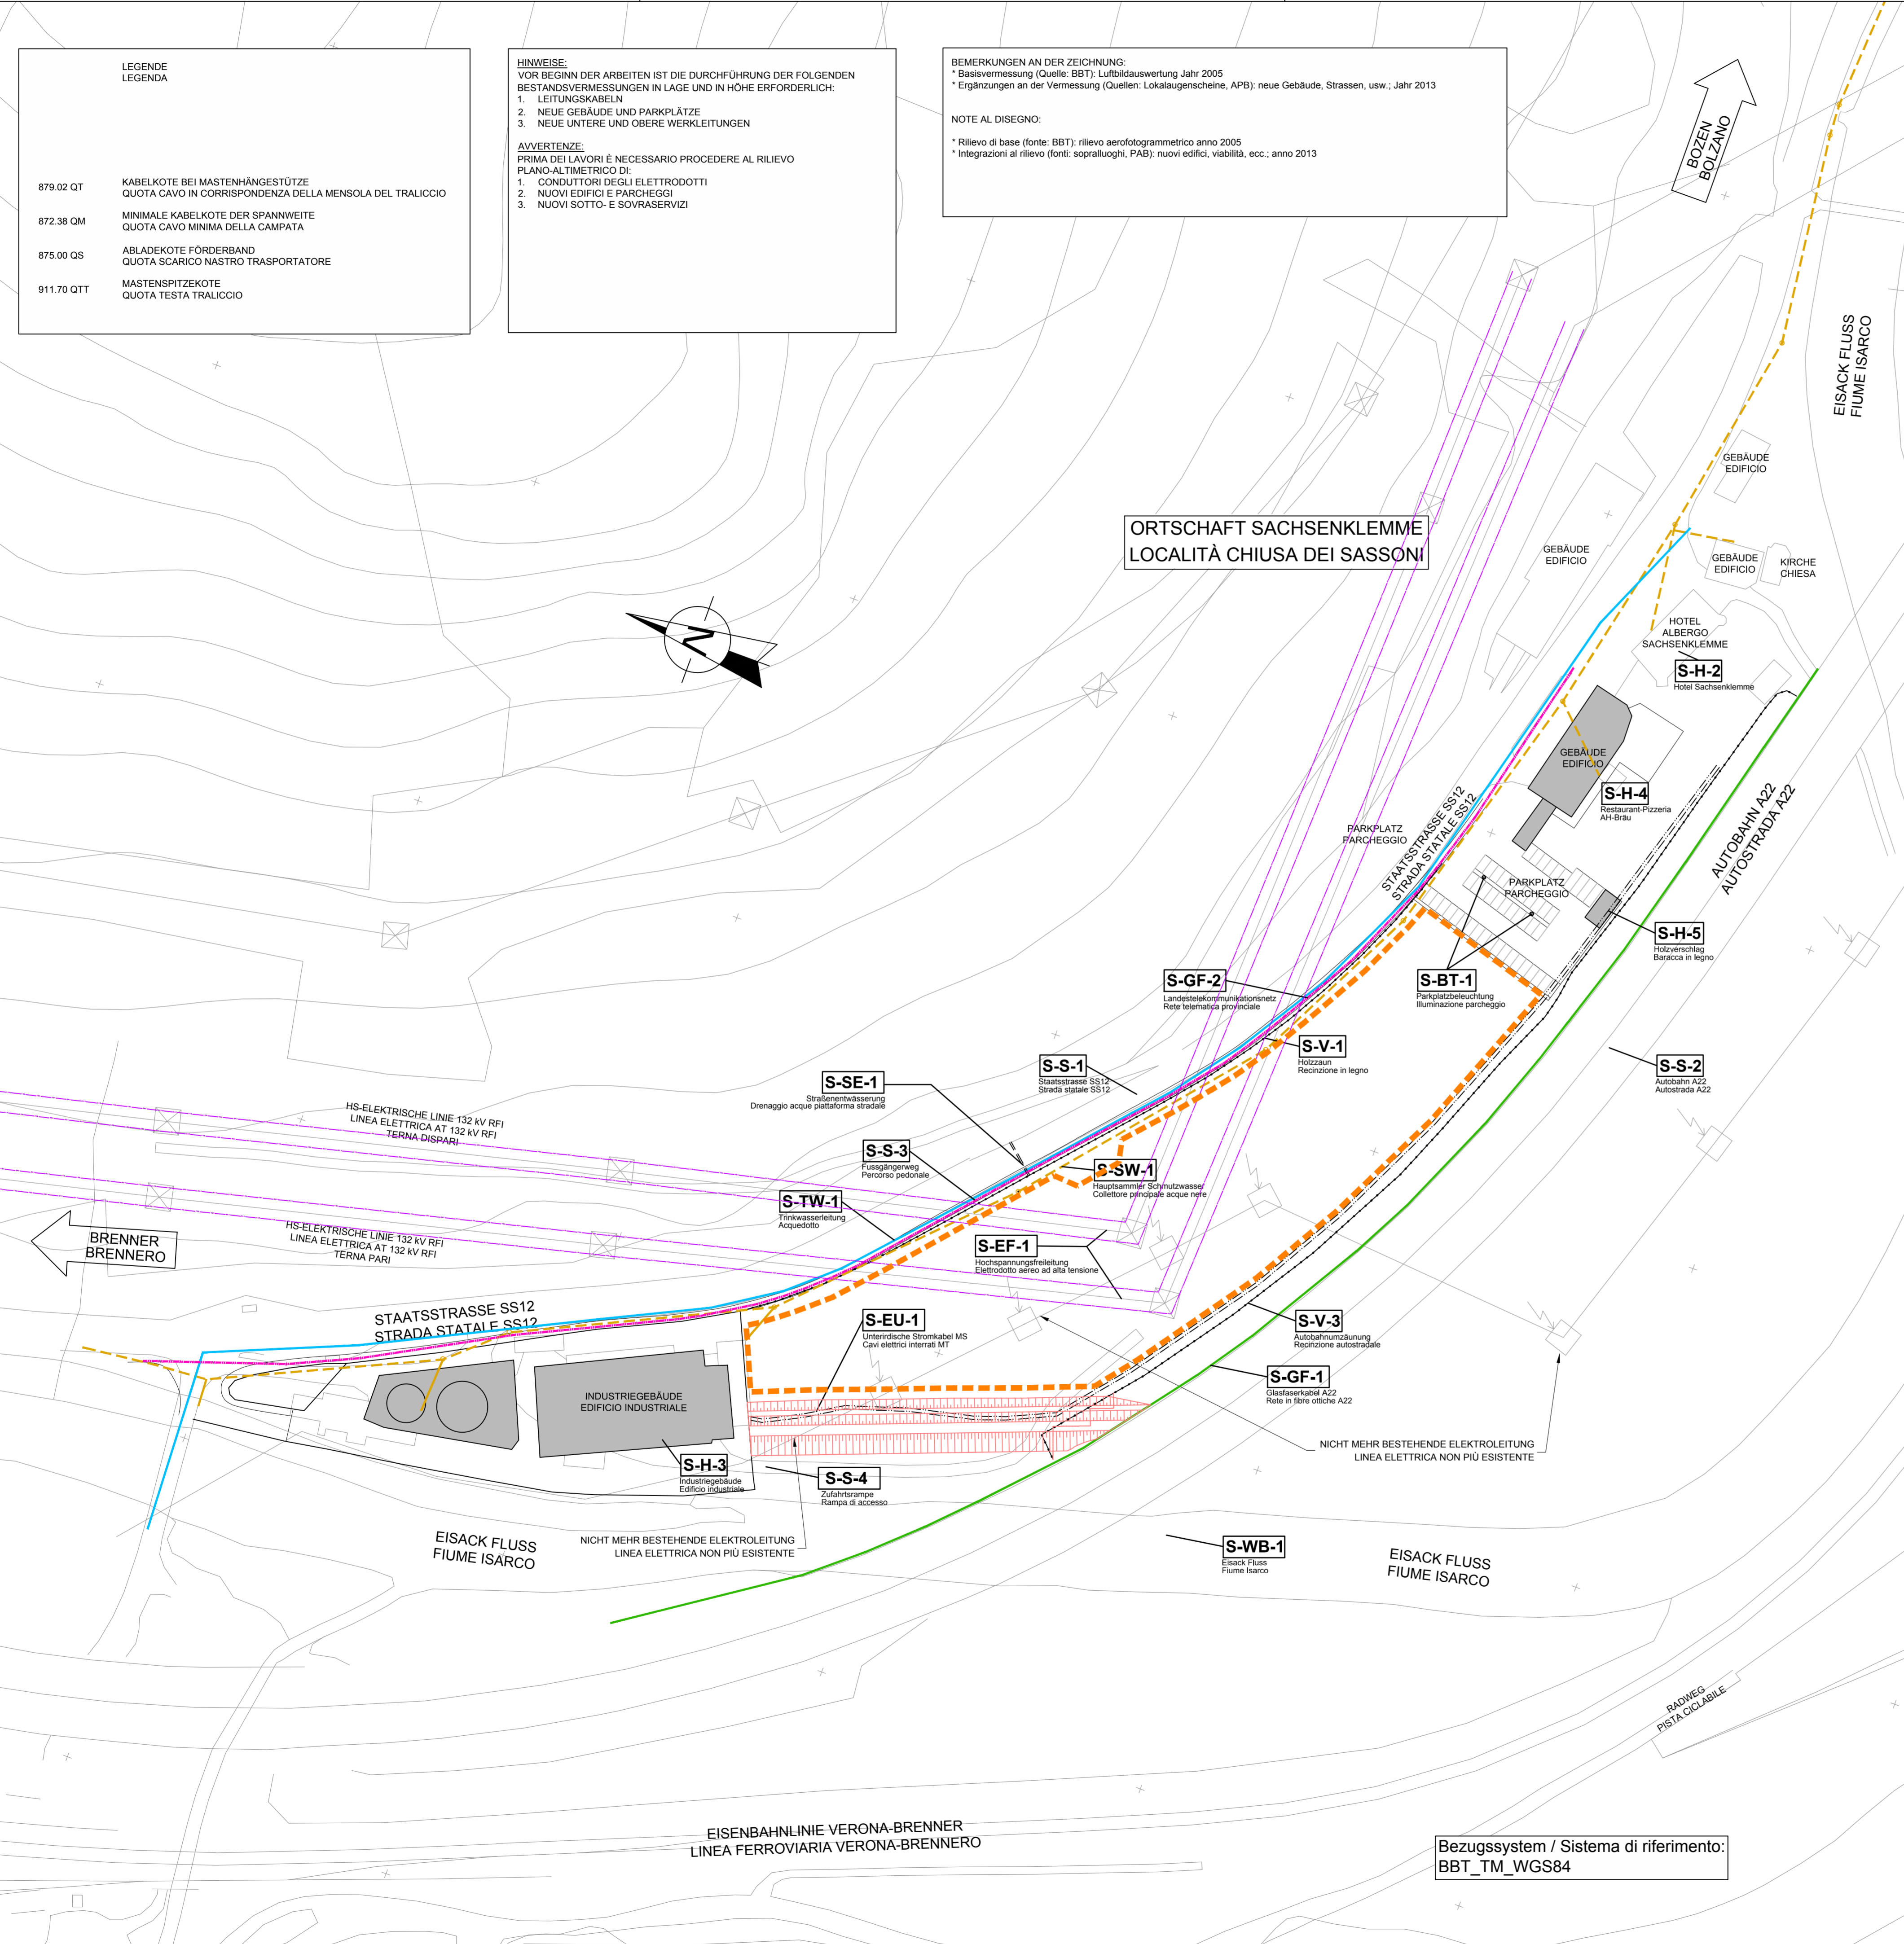 LEGENDE
LEGENDA
879.02 QT
KABELKOTE BEI MASTENHÄNGESTÜTZE
QUOTA CAVO IN CORRISPONDENZA DELLA MENSOLA DEL TRALICCIO
872.38 QM
MINIMALE KABELKOTE DER SPANNWEITE
QUOTA CAVO MINIMA DELLA CAMPATA
875.00 QS
ABLADEKOTE FÖRDERBAND
QUOTA SCARICO NASTRO TRASPORTATORE
911.70 QTT
MASTENSPITZEKOTE
QUOTA TESTA TRALICCIO
HINWEISE:
VOR BEGINN DER ARBEITEN IST DIE DURCHFÜHRUNG DER FOLGENDEN
BESTANDSVERMESSUNGEN IN LAGE UND IN HÖHE ERFORDERLICH:
1. LEITUNGSKABELN
2. NEUE GEBÄUDE UND PARKPLÄTZE
3. NEUE UNTERE UND OBERE WERKLEITUNGEN
AVVERTENZE:
PRIMA DEI LAVORI È NECESSARIO PROCEDERE AL RILIEVO
PLANO-ALTIMETRICO DI:
1. CONDUTTORI DEGLI ELETTRODOTTI
2. NUOVI EDIFICI E PARCHEGGI
3. NUOVI SOTTO- E SOVRASERVIZI
BEMERKUNGEN AN DER ZEICHNUNG:
* Basisvermessung (Quelle: BBT): Luftbildauswertung Jahr 2005
* Ergänzungen an der Vermessung (Quellen: Lokalaugenscheine, APB): neue Gebäude, Strassen, usw.; Jahr 2013
NOTE AL DISEGNO:
* Rilievo di base (fonte: BBT): rilievo aerofotogrammetrico anno 2005
* Integrazioni al rilievo (fonti: sopralluoghi, PAB): nuovi edifici, viabilità, ecc.; anno 2013
BOZEN
BOLZANO
EISACK FLUSS
FIUME ISARCO
GEBÄUDE
EDIFICIO
ORTSCHAFT SACHSENKLEMME
LOCALITÀ CHIUSA DEI SASSONI
GEBÄUDE
EDIFICIO
GEBÄUDE
EDIFICIO
KIRCHE
CHIESA
N
HOTEL
ALBERGO
SACHSENKLEMME
S-H-2
Hotel Sachsenklemme
GEBÄUDE
EDIFICIO
S-H-4
Restaurant-Pizzeria
AH-Bräu
AUTOBAHN A22
AUTOSTRADA A22
PARKPLATZ
PARCHEGGIO
STAATSSTRASSE SS12
STRADA STATALE SS12
PARKPLATZ
PARCHEGGIO
S-H-5
Holzverschlag
Baracca in legno
S-GF-2
Landestelekommunikationsnetz
Rete telematica provinciale
S-BT-1
Parkplatzbeleuchtung
Illuminazione parcheggio
S-V-1
Holzzaun
Recinzione in legno
S-S-1
Staatsstrasse SS12
Strada statale SS12
S-S-2
Autobahn A22
Autostrada A22
S-SE-1
Straßenentwässerung
Drenaggio acque piattaforma stradale
HS-ELEKTRISCHE LINIE 132 kV RFI
LINEA ELETTRICA AT 132 kV RFI
TERNA DISPARI
S-S-3
Fussgängerweg
Percorso pedonale
S-SW-1
Hauptsammler Schmutzwasser
Collettore principale acque nere
S-TW-1
Trinkwasserleitung
Acquedotto
BRENNER
BRENNERO
HS-ELEKTRISCHE LINIE 132 kV RFI
LINEA ELETTRICA AT 132 kV RFI
TERNA PARI
S-EF-1
Hochspannungsfreileitung
Elettrodotto aereo ad alta tensione
STAATSSTRASSE SS12
STRADA STATALE SS12
S-EU-1
Unterirdische Stromkabel MS
Cavi elettrici interrati MT
S-V-3
Autobahnumzäunung
Recinzione autostradale
S-GF-1
Glasfaserkabel A22
Rete in fibre ottiche A22
INDUSTRIEGEBÄUDE
EDIFICIO INDUSTRIALE
NICHT MEHR BESTEHENDE ELEKTROLEITUNG
LINEA ELETTRICA NON PIÙ ESISTENTE
S-H-3
Industriegebäude
Edificio industriale
S-S-4
Zufahrtsrampe
Rampa di accesso
EISACK FLUSS
FIUME ISARCO
NICHT MEHR BESTEHENDE ELEKTROLEITUNG
LINEA ELETTRICA NON PIÙ ESISTENTE
S-WB-1
Eisack Fluss
Fiume Isarco
EISACK FLUSS
FIUME ISARCO
RADWEG
PISTA CICLABILE
EISENBAHNLINIE VERONA-BRENNER
LINEA FERROVIARIA VERONA-BRENNERO
Bezugssystem / Sistema di riferimento:
BBT_TM_WGS84